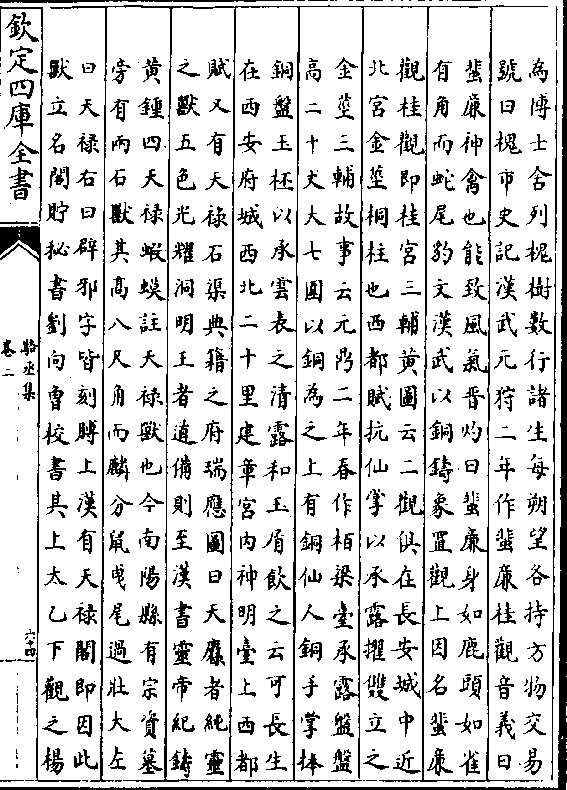 為博士舍列槐樹數行諸生每朔望各持方物交易
號曰槐市史記漢武元狩二年作蜚廉桂觀音義曰
蜚廉神禽也能致風氣晉灼曰蜚廉身如鹿頭如雀
有角而蛇尾豹文漢武以銅鑄象置觀上因名蜚廉
觀桂觀即桂宮三輔黃圖云二觀俱在長安城中近
北宮金莖桐柱也西都賦抗仙掌以承露擢雙立之
金莖三輔故事云元鼎二年春作栢梁臺承露盤盤
高二十丈大七圍以銅為之上有銅仙人銅手掌捧
銅盤玉杯以承雲表之清露和玉屑飲之云可長生
在西安府城西北二十里建章宮内神明臺上西都
賦又有天祿石渠典籍之府瑞應圖曰天鹿者純靈
之獸五色光耀洞明王者道備則至漢書靈帝紀鑄
黃鍾四天祿蝦蟆註天祿獸也今南陽縣有宗資墓
旁有兩石獸其高八尺角而麟分鼠曵尾過壯大左
曰天祿右曰辟邪字皆刻膊上漢有天祿閣即因此
獸立名閣貯秘書劉向曾校書其上太乙下觀之楊
欽定四庫全書
駱丞集
卷二
六十四